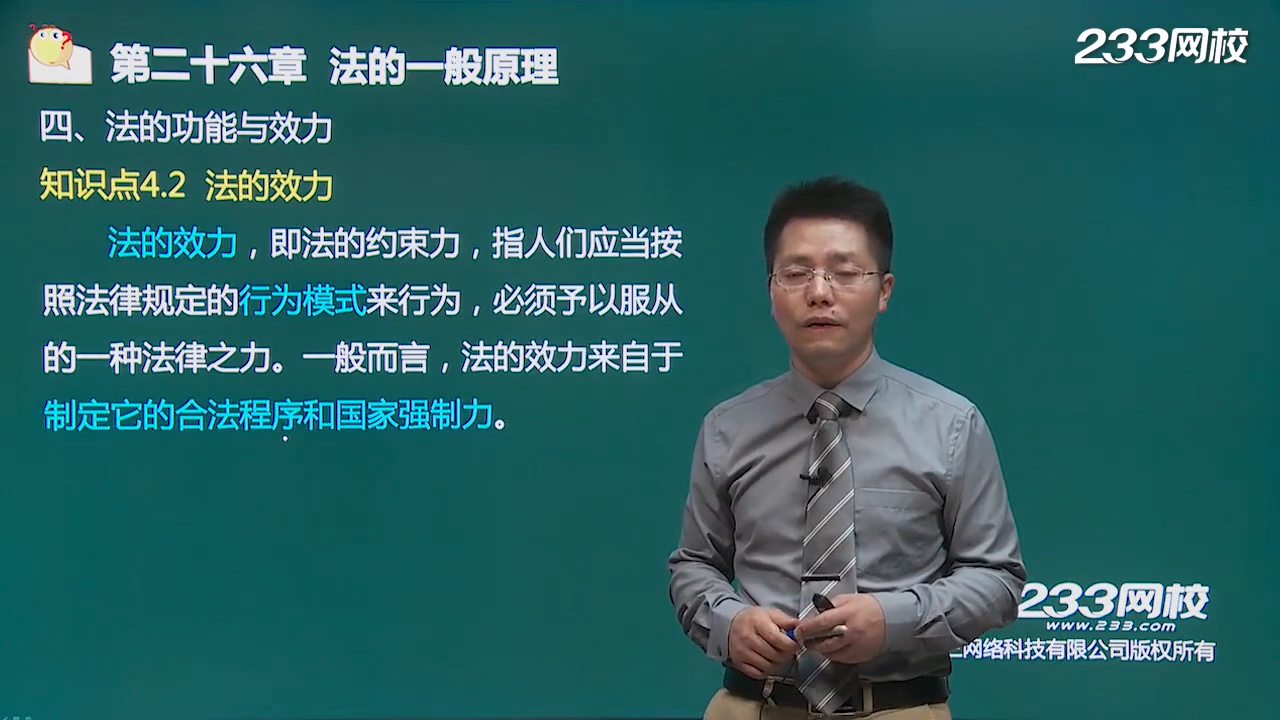 第二十六章 法的一般原理
233网校
四、法的功能与效力
知识点4.2 法的效力
法的效力，即法的约束力，指人们应当按
照法律规定的行为模式来行为，必须予以服从
的一种法律之力。一般而言，法的效力来自于
制定它的合法程序和国家强制力。
233网校
www.233.com
网络科技有限公司版权所有